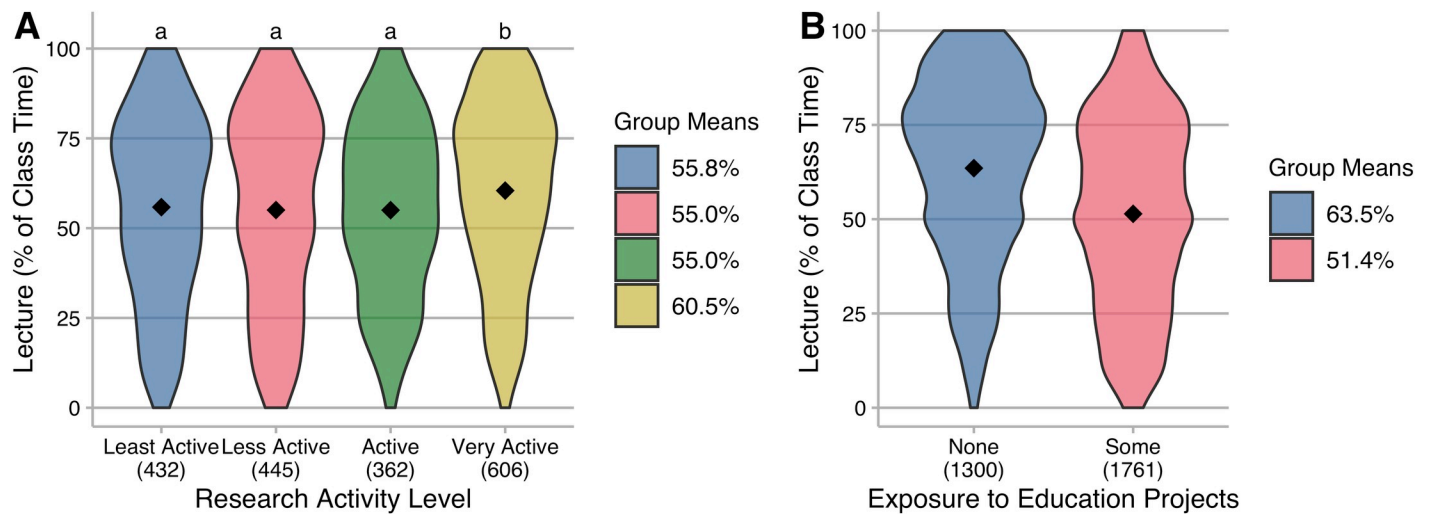 A
a a a b
Lecture (% of Class Time)
100
75
50
25
0
Least Active Less Active Active Very Active
(432) (445) (362) (606)
Research Activity Level
Group Means
55.8%
55.0%
55.0%
60.5%
B
Lecture (% of Class Time)
100
75
50
25
0
None Some
(1300) (1761)
Exposure to Education Projects
Group Means
63.5%
51.4%